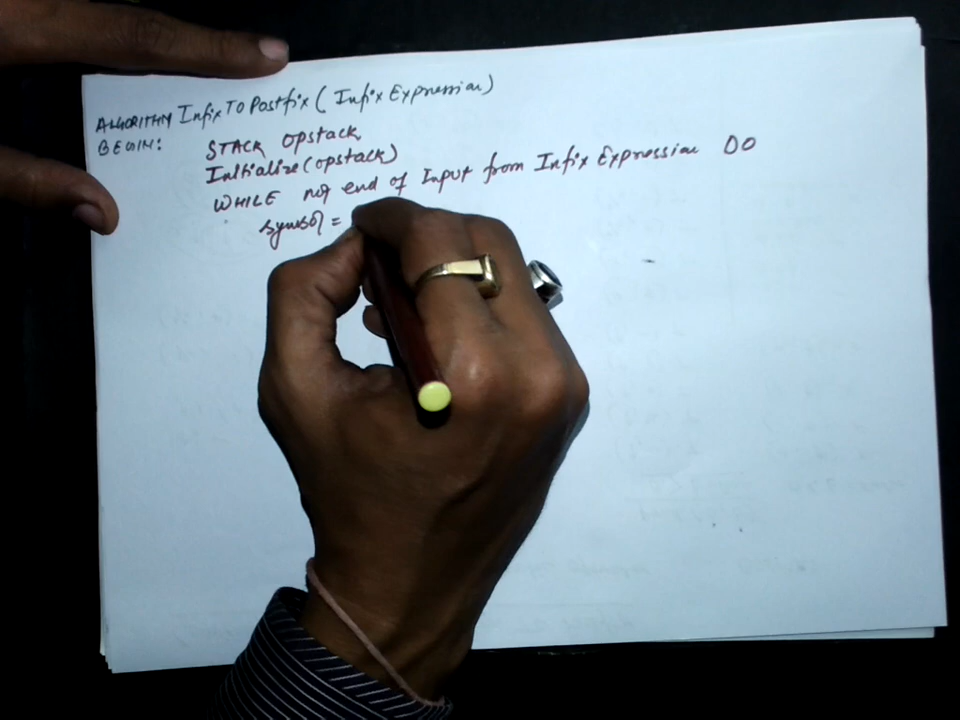 ALGORITHM Infix TO Postfix ( Infix Expression)
BEGIN:
STACK opstack
Initialize(opstack)
WHILE not end of Input from Infix Expression DO
symbol =